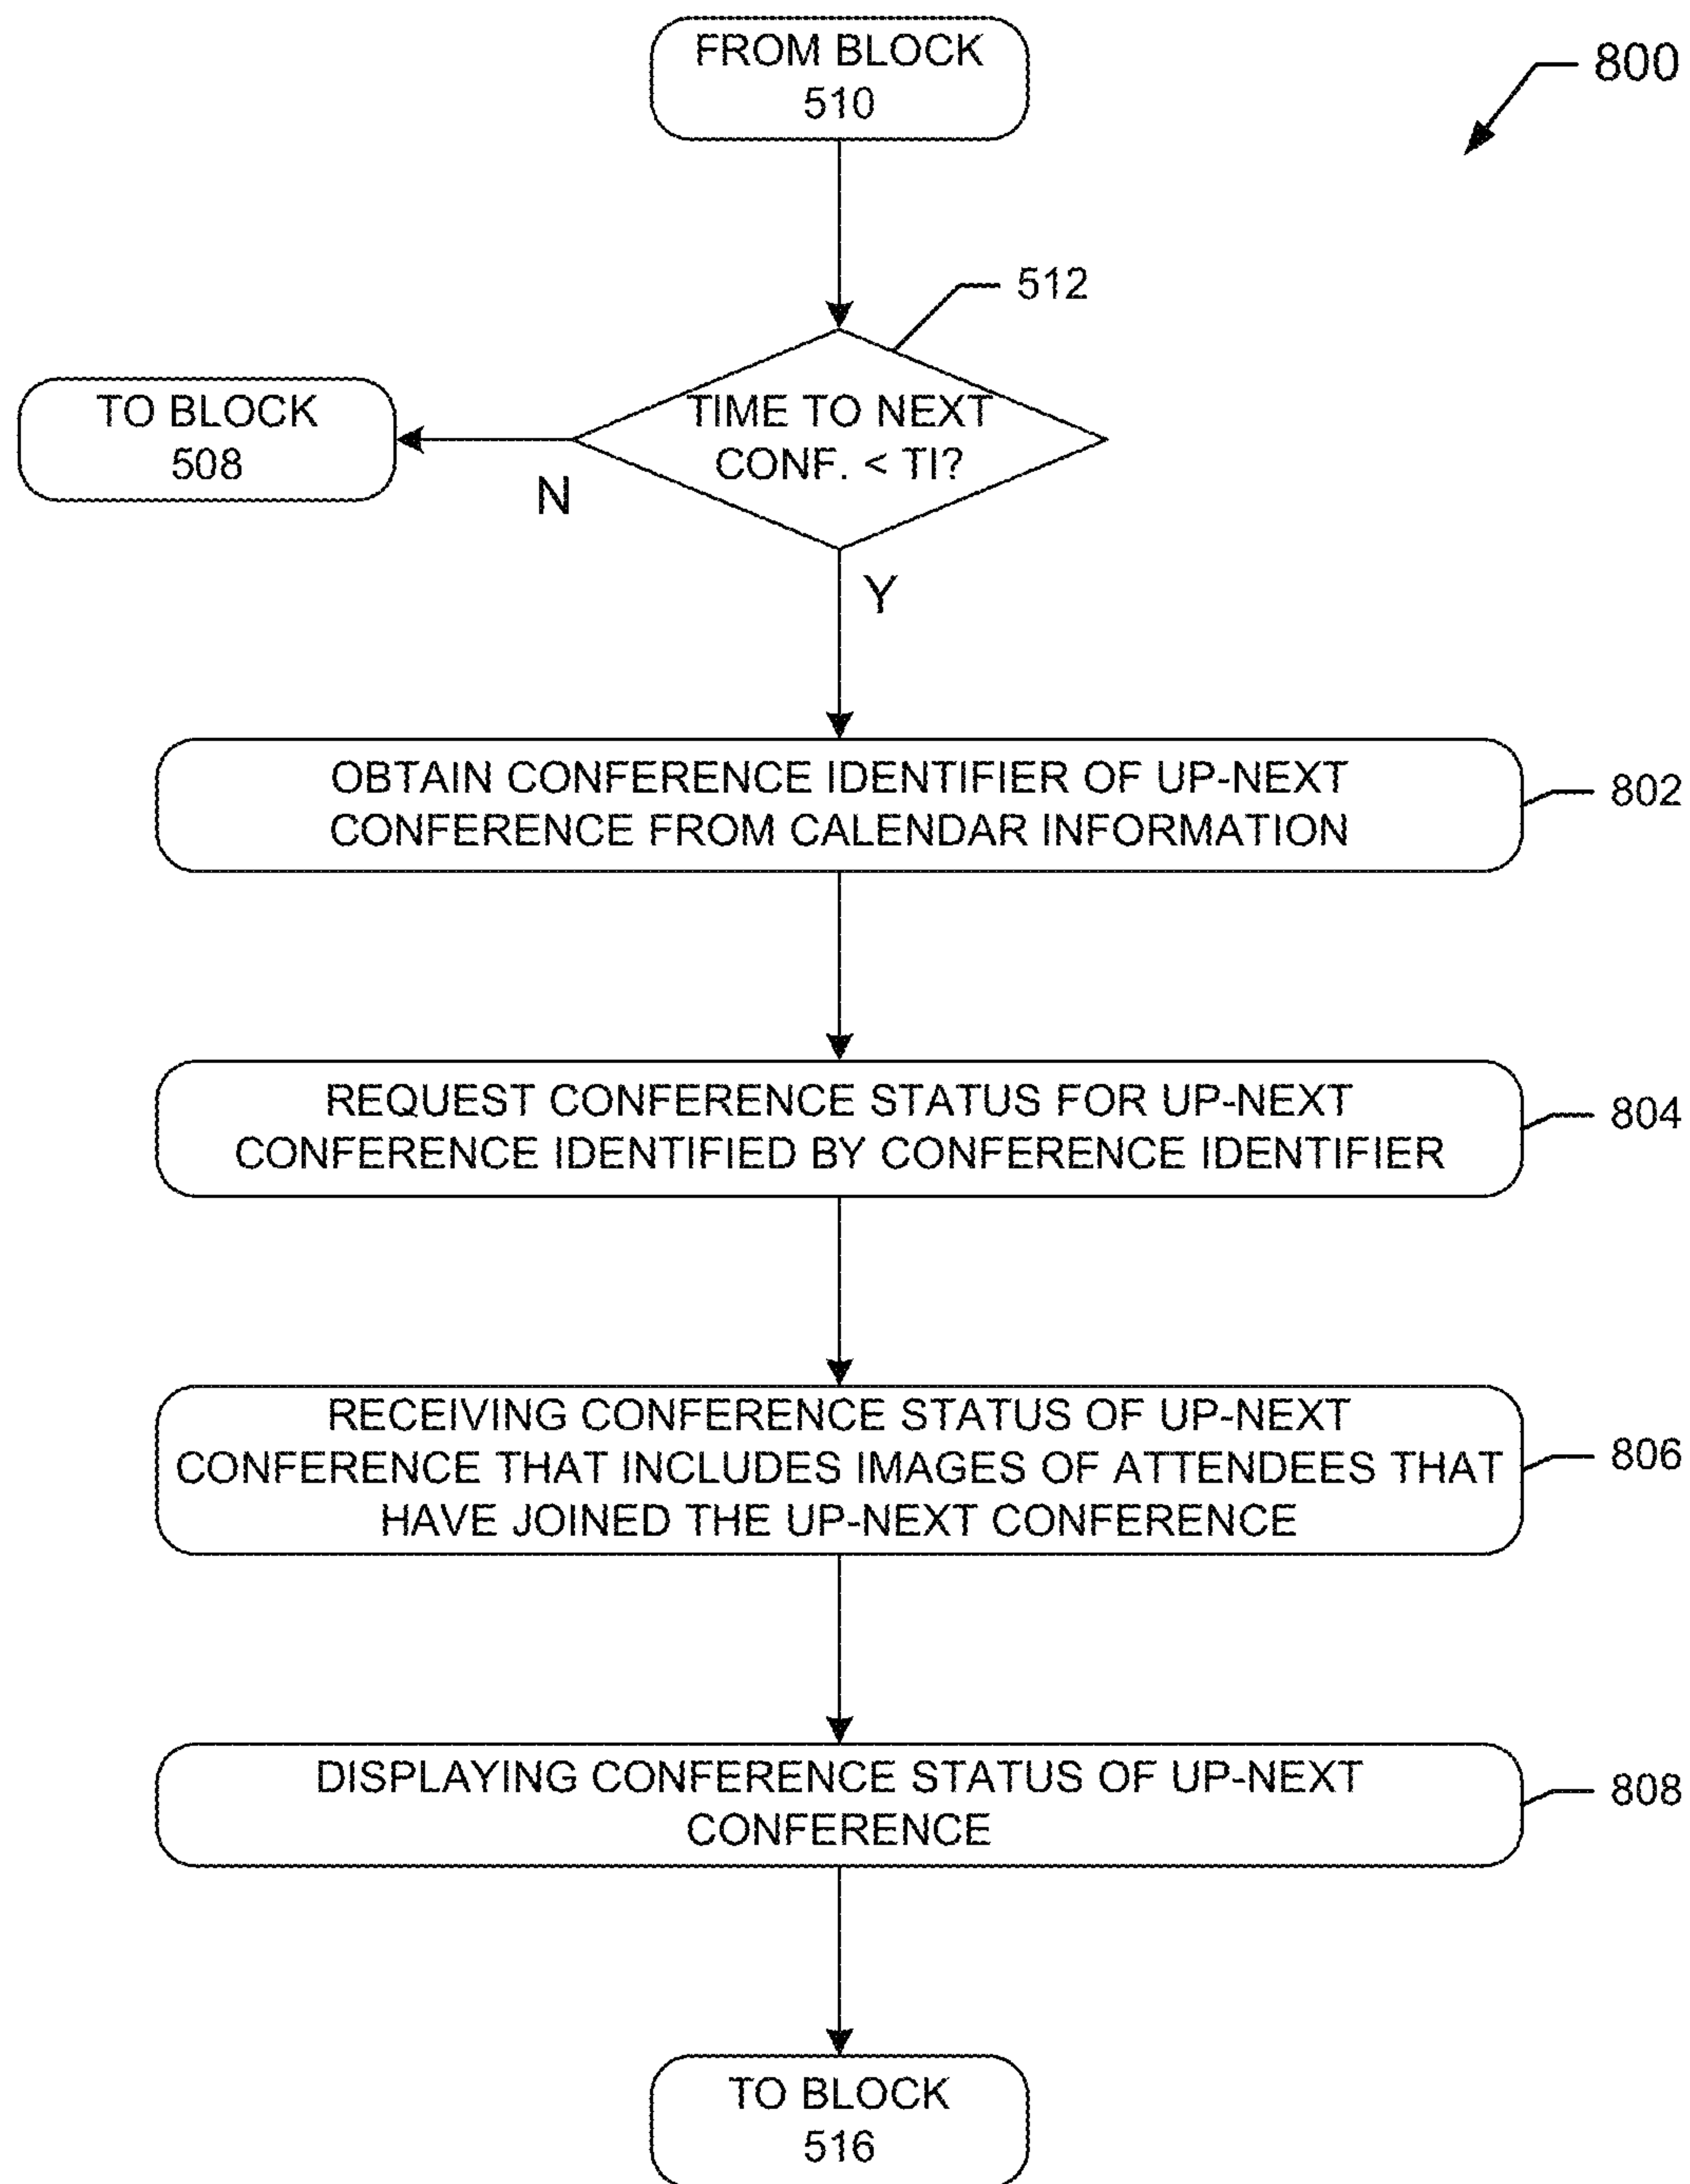 FROM BLOCK
510
800
512
TIME TO NEXT
CONF. < TI?
TO BLOCK
508
N
Y
OBTAIN CONFERENCE IDENTIFIER OF UP-NEXT
CONFERENCE FROM CALENDAR INFORMATION
802
REQUEST CONFERENCE STATUS FOR UP-NEXT
CONFERENCE IDENTIFIED BY CONFERENCE IDENTIFIER
804
RECEIVING CONFERENCE STATUS OF UP-NEXT
CONFERENCE THAT INCLUDES IMAGES OF ATTENDEES THAT
HAVE JOINED THE UP-NEXT CONFERENCE
806
DISPLAYING CONFERENCE STATUS OF UP-NEXT
CONFERENCE
808
TO BLOCK
516